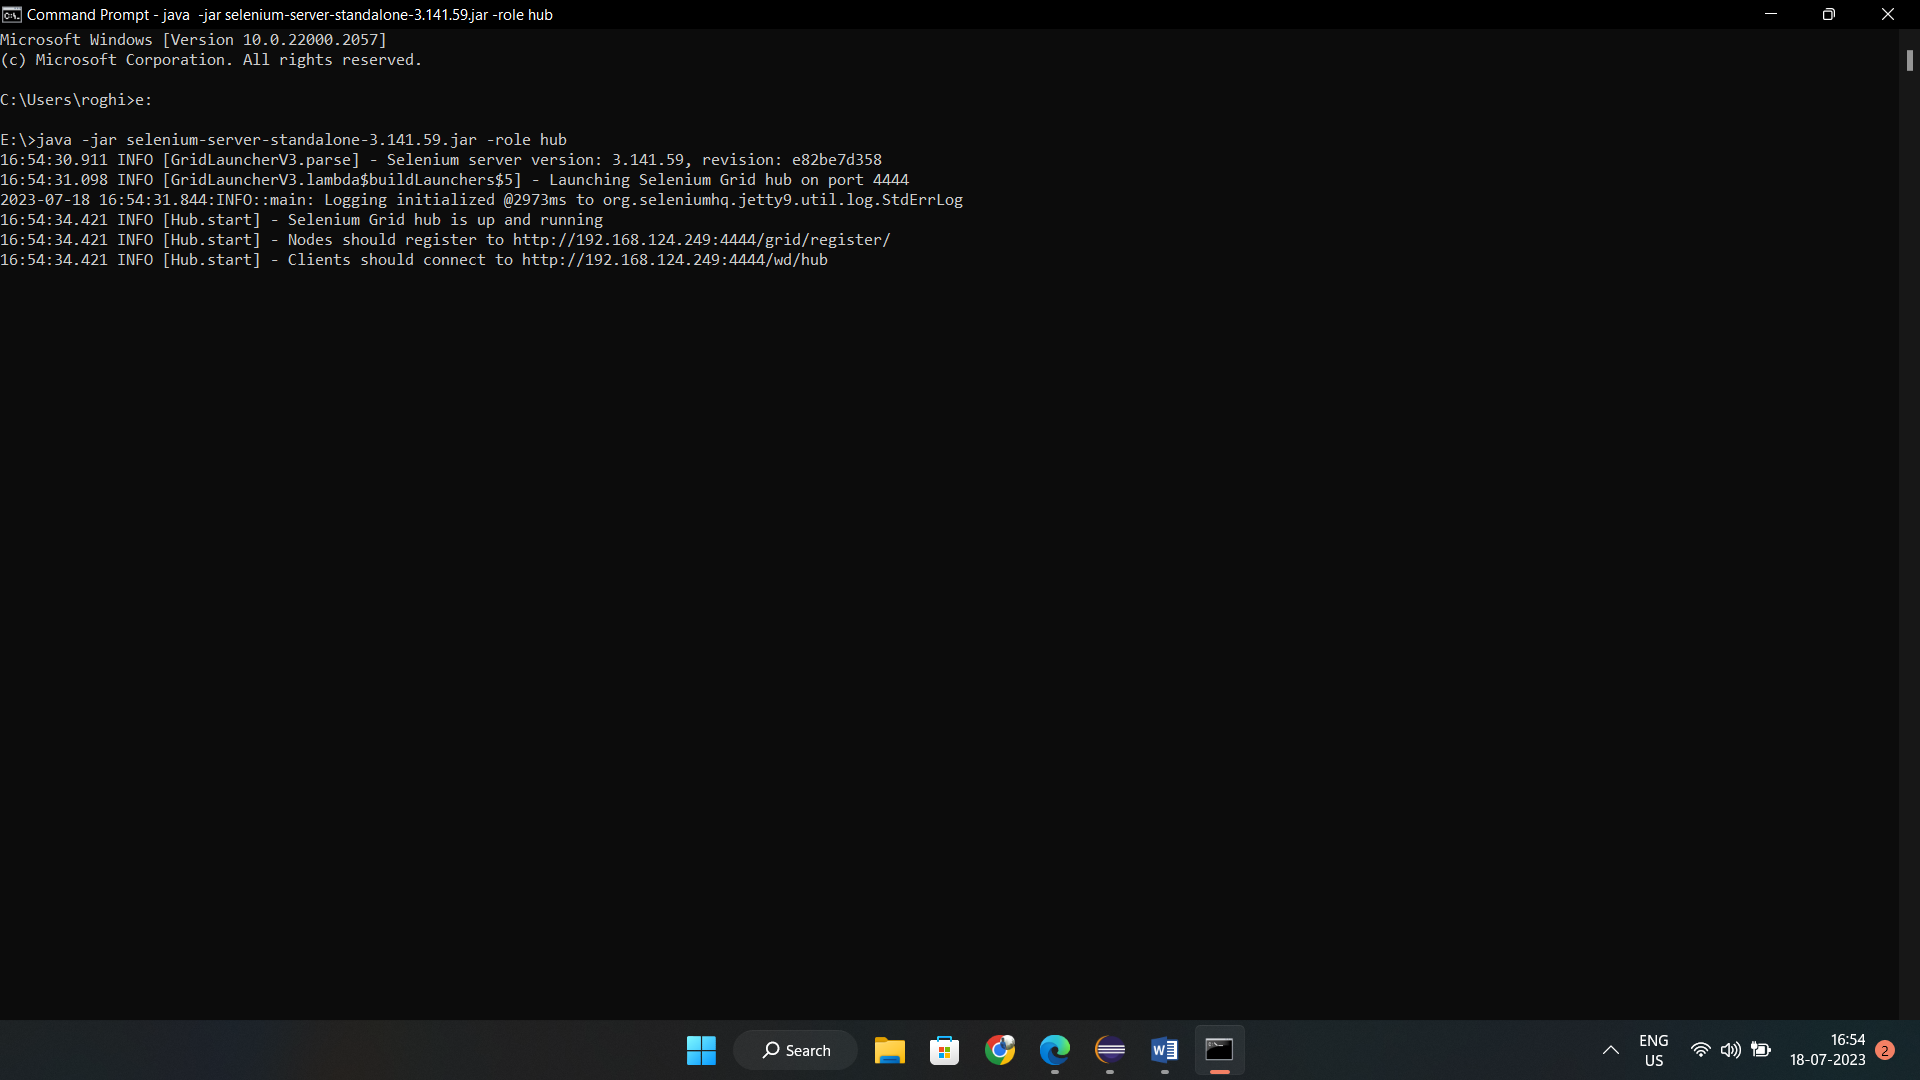 Command Prompt - java  -jar selenium-server-standalone-3.141.59.jar -role hub
Microsoft Windows [Version 10.0.22000.2057]
(c) Microsoft Corporation. All rights reserved.
C:\Users\roghi>e:
E:\>java -jar selenium-server-standalone-3.141.59.jar -role hub
16:54:30.911 INFO [GridLauncherV3.parse] - Selenium server version: 3.141.59, revision: e82be7d358
16:54:31.098 INFO [GridLauncherV3.lambda$buildLaunchers$5] - Launching Selenium Grid hub on port 4444
2023-07-18 16:54:31.844:INFO::main: Logging initialized @2973ms to org.seleniumhq.jetty9.util.log.StdErrLog
16:54:34.421 INFO [Hub.start] - Selenium Grid hub is up and running
16:54:34.421 INFO [Hub.start] - Nodes should register to http://192.168.124.249:4444/grid/register/
16:54:34.421 INFO [Hub.start] - Clients should connect to http://192.168.124.249:4444/wd/hub
Search
ENG
US
16:54
18-07-2023
2